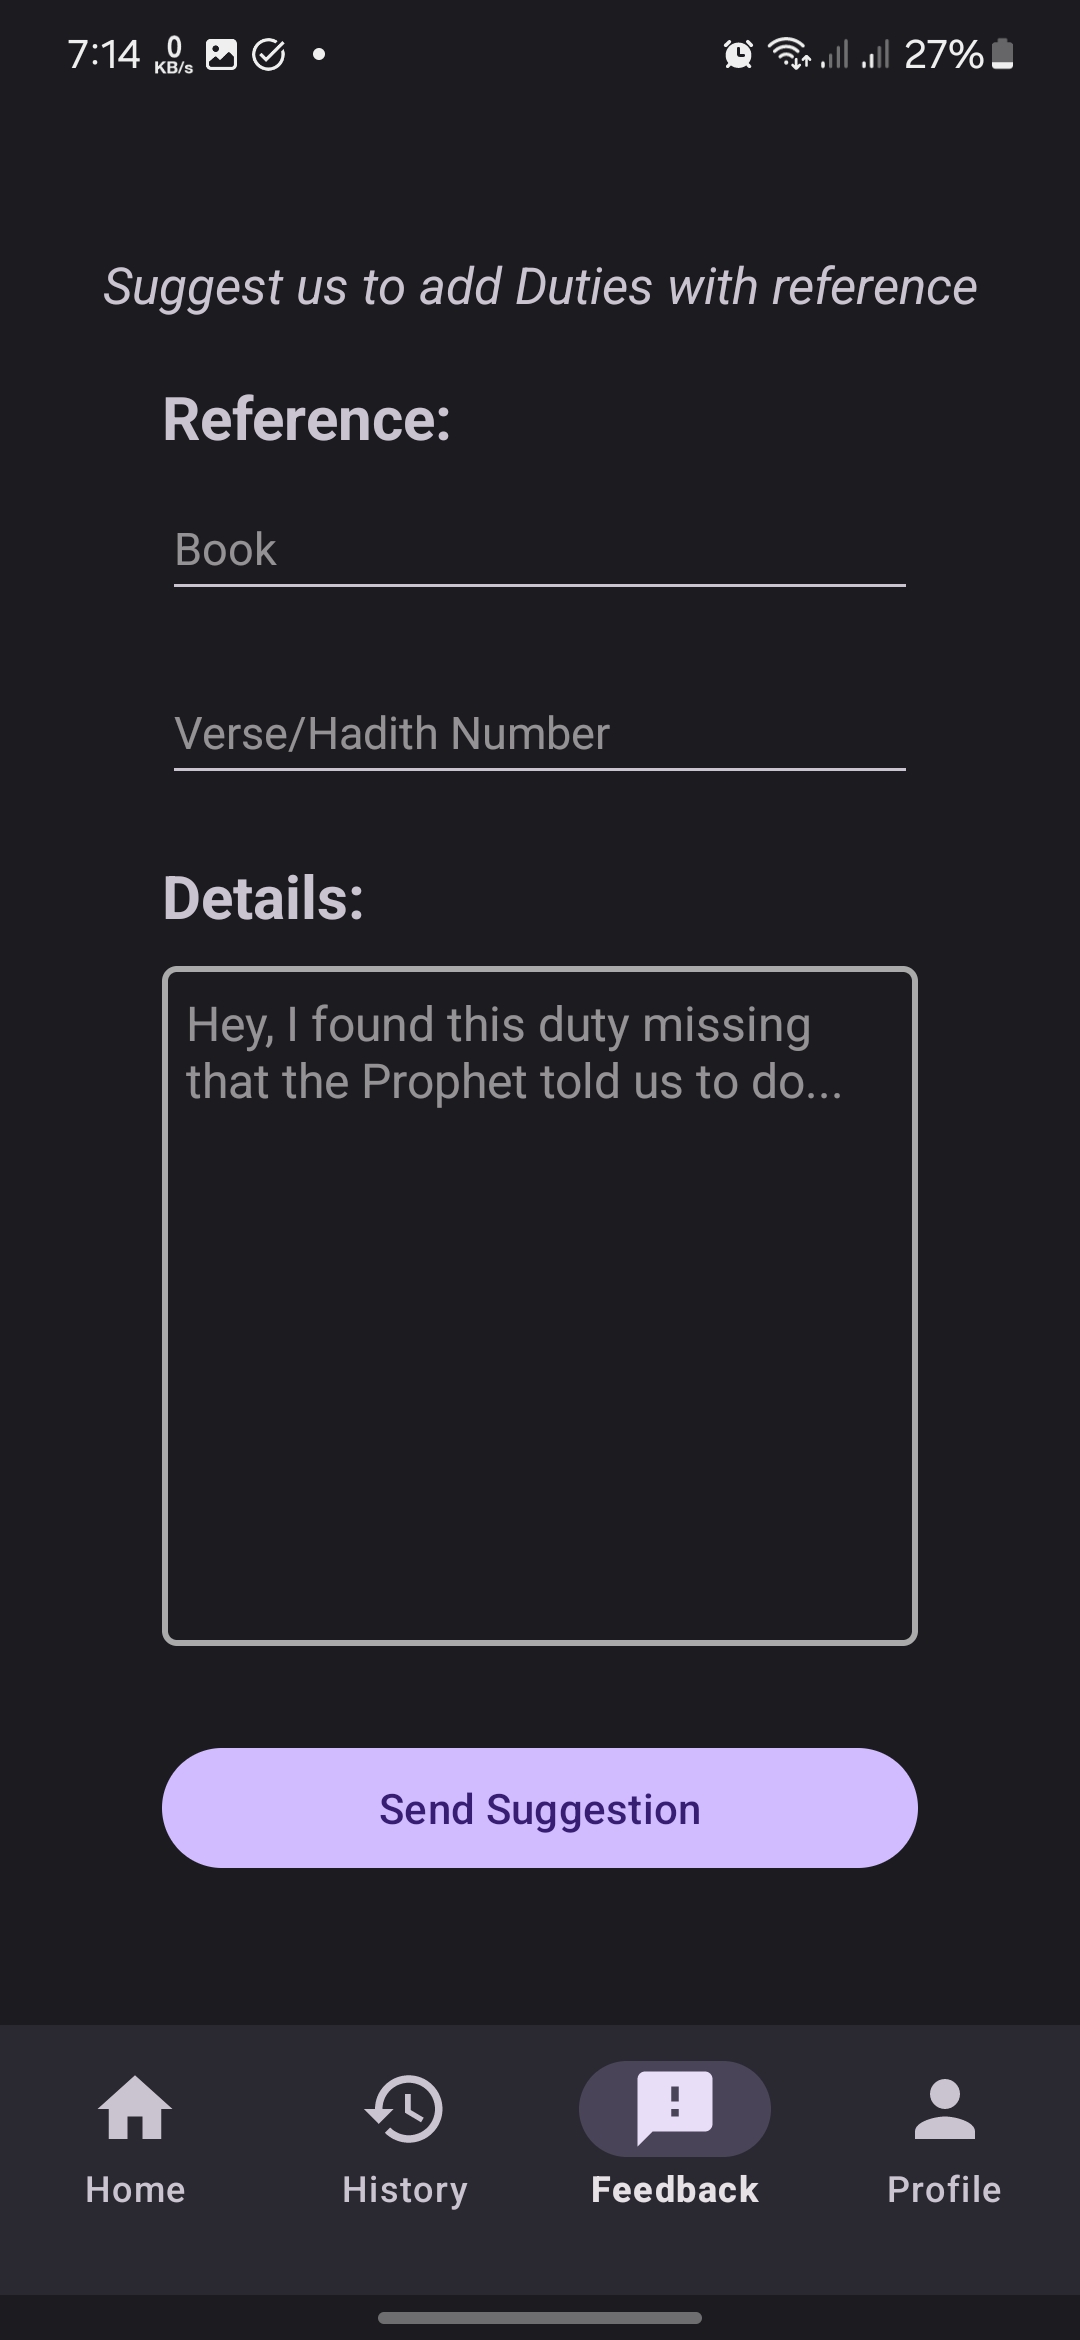 7:14 0 KB/s 27%
Suggest us to add Duties with reference
Reference:
Book
Verse/Hadith Number
Details:
Hey, I found this duty missing
that the Prophet told us to do...
Send Suggestion
Home History Feedback Profile